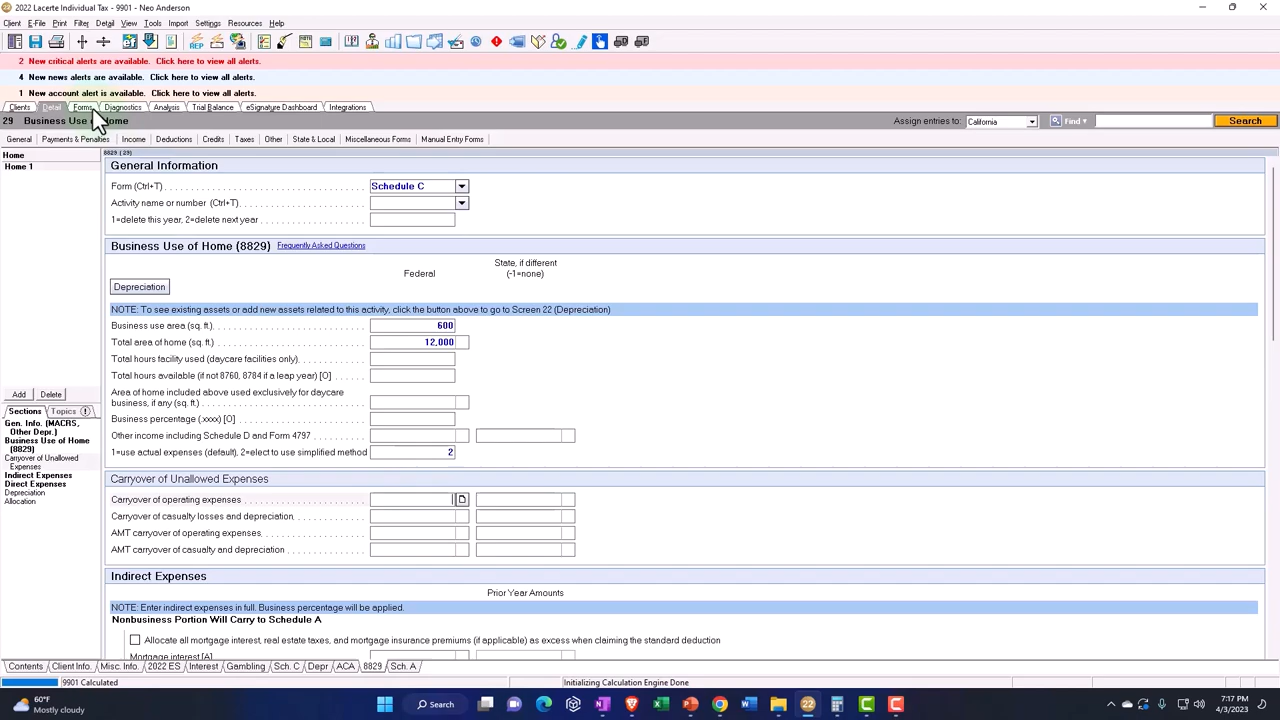 2022 Lacerte Individual Tax - 9901 - Neo Anderson
Client E-File Print Filter Detail View Tools Import Settings Resources Help
2 New critical alerts are available. Click here to view all alerts.
4 New news alerts are available. Click here to view all alerts.
1 New account alert is available. Click here to view all alerts.
Clients Detail Forms Diagnostics Analysis Trial Balance eSignature Dashboard Integrations
29 Business Use of Home Assign entries to: California Find Search
General Payments & Penalties Income Deductions Credits Taxes Other State & Local Miscellaneous Forms Manual Entry Forms
Home
Home 1
Add Delete
Sections Topics
Gen. Info. (MACRS,
Other Depr.)
Business Use of Home
(8829)
Carryover of Unallowed
Expenses
Indirect Expenses
Direct Expenses
Depreciation
Allocation
8829 (29)
General Information
Form (Ctrl+T) Schedule C
Activity name or number (Ctrl+T)
1=delete this year, 2=delete next year
Business Use of Home (8829) Frequently Asked Questions
State, if different
Federal (-1=none)
Depreciation
NOTE: To see existing assets or add new assets related to this activity, click the button above to go to Screen 22 (Depreciation)
Business use area (sq. ft.) 600
Total area of home (sq. ft.) 12,000
Total hours facility used (daycare facilities only)
Total hours available (if not 8760, 8784 if a leap year) [O]
Area of home included above used exclusively for daycare
business, if any (sq. ft.)
Business percentage (.xxxx) [O]
Other income including Schedule D and Form 4797
1=use actual expenses (default), 2=elect to use simplified method 2
Carryover of Unallowed Expenses
Carryover of operating expenses
Carryover of casualty losses and depreciation
AMT carryover of operating expenses
AMT carryover of casualty and depreciation
Indirect Expenses
Prior Year Amounts
NOTE: Enter indirect expenses in full. Business percentage will be applied.
Nonbusiness Portion Will Carry to Schedule A
Allocate all mortgage interest, real estate taxes, and mortgage insurance premiums (if applicable) as excess when claiming the standard deduction
Mortgage interest [A]
Contents Client Info. Misc. Info. 2022 ES Interest Gambling Sch. C Depr ACA 8829 Sch. A
9901 Calculated Initializing Calculation Engine Done
60°F
Mostly cloudy
Search
7:17 PM
4/3/2023